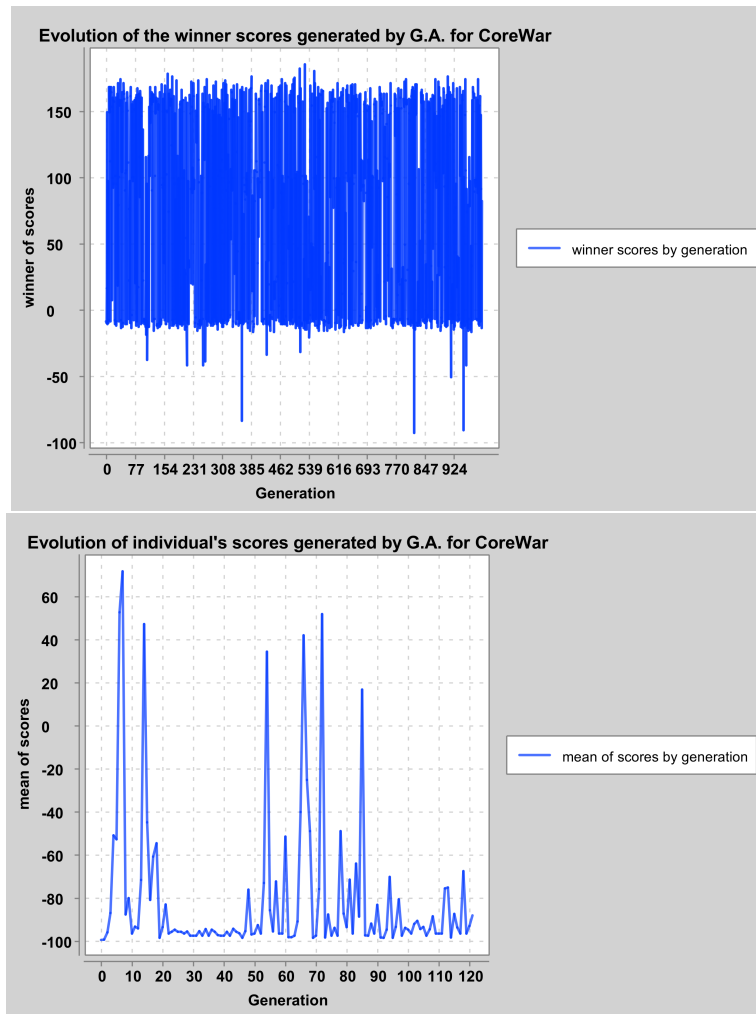 Evolution of the winner scores generated by G.A. for CoreWar
winner of scores
150
100
50
0
-50
-100
0 77 154 231 308 385 462 539 616 693 770 847 924
Generation
winner scores by generation
Evolution of individual's scores generated by G.A. for CoreWar
mean of scores
60
40
20
0
-20
-40
-60
-80
-100
0 10 20 30 40 50 60 70 80 90 100 110 120
Generation
mean of scores by generation